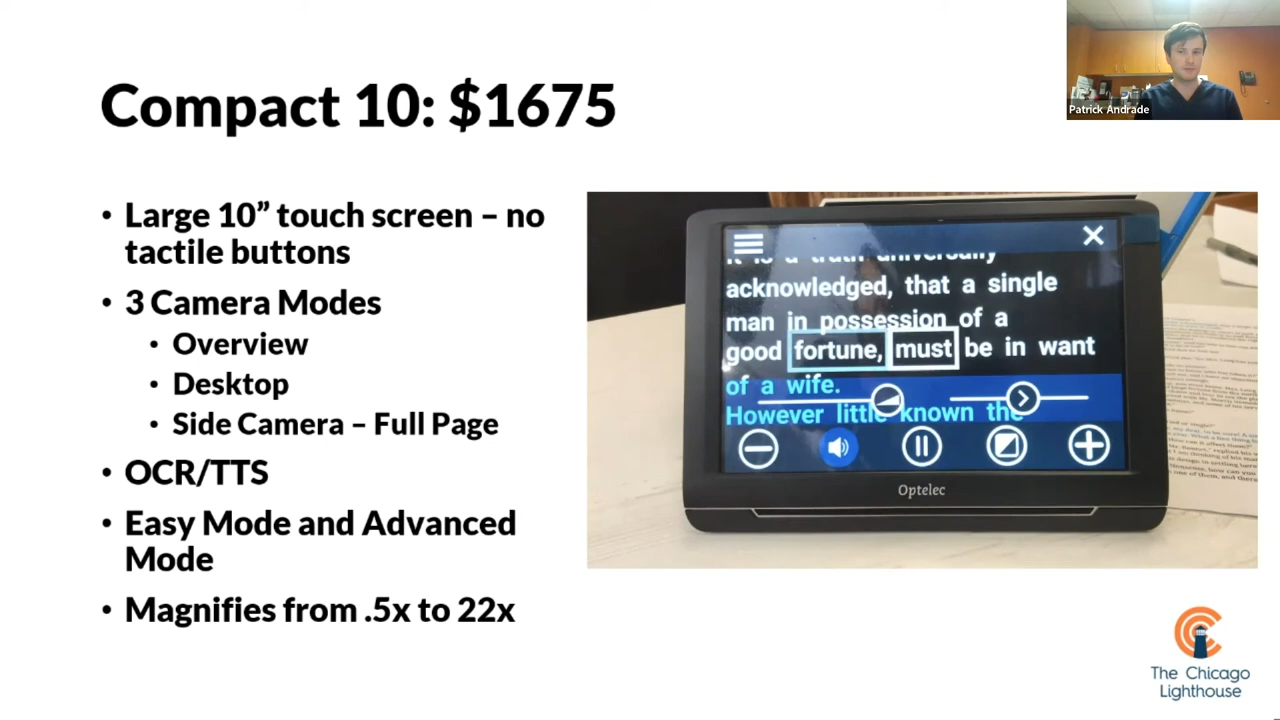 Patrick Andrade
Compact 10: $1675
• Large 10” touch screen – no
tactile buttons
• 3 Camera Modes
• Overview
• Desktop
• Side Camera – Full Page
• OCR/TTS
• Easy Mode and Advanced
Mode
• Magnifies from .5x to 22x
It is a truth universally
acknowledged, that a single
man in possession of a
good fortune, must be in want
of a wife.
However little known the
Optelec
The Chicago
Lighthouse